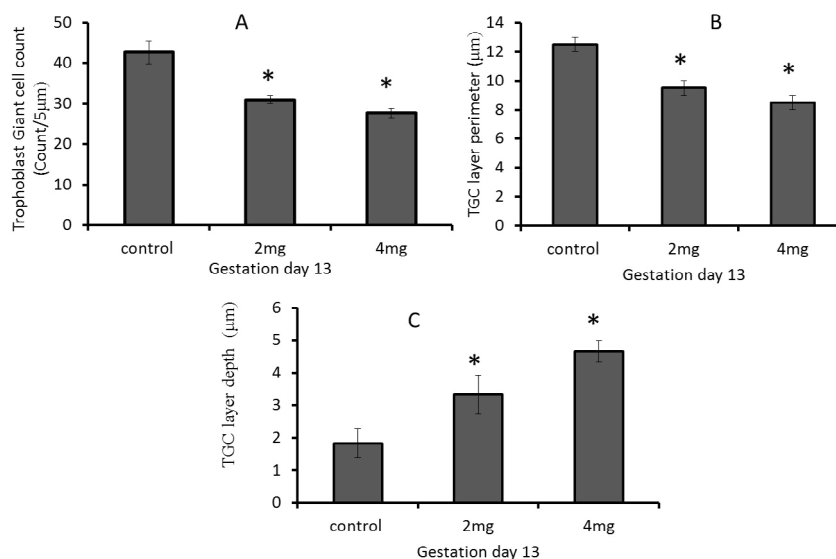 A
Trophoblast Giant cell count
(Count/5μm)
50
40
30
20
10
0
*
*
control
2mg
4mg
Gestation day 13
B
TGC layer perimeter (μm)
14
12
10
8
6
4
2
0
*
*
control
2mg
4mg
Gestation day 13
C
TGC layer depth (μm)
6
5
4
3
2
1
0
*
*
control
2mg
4mg
Gestation day 13